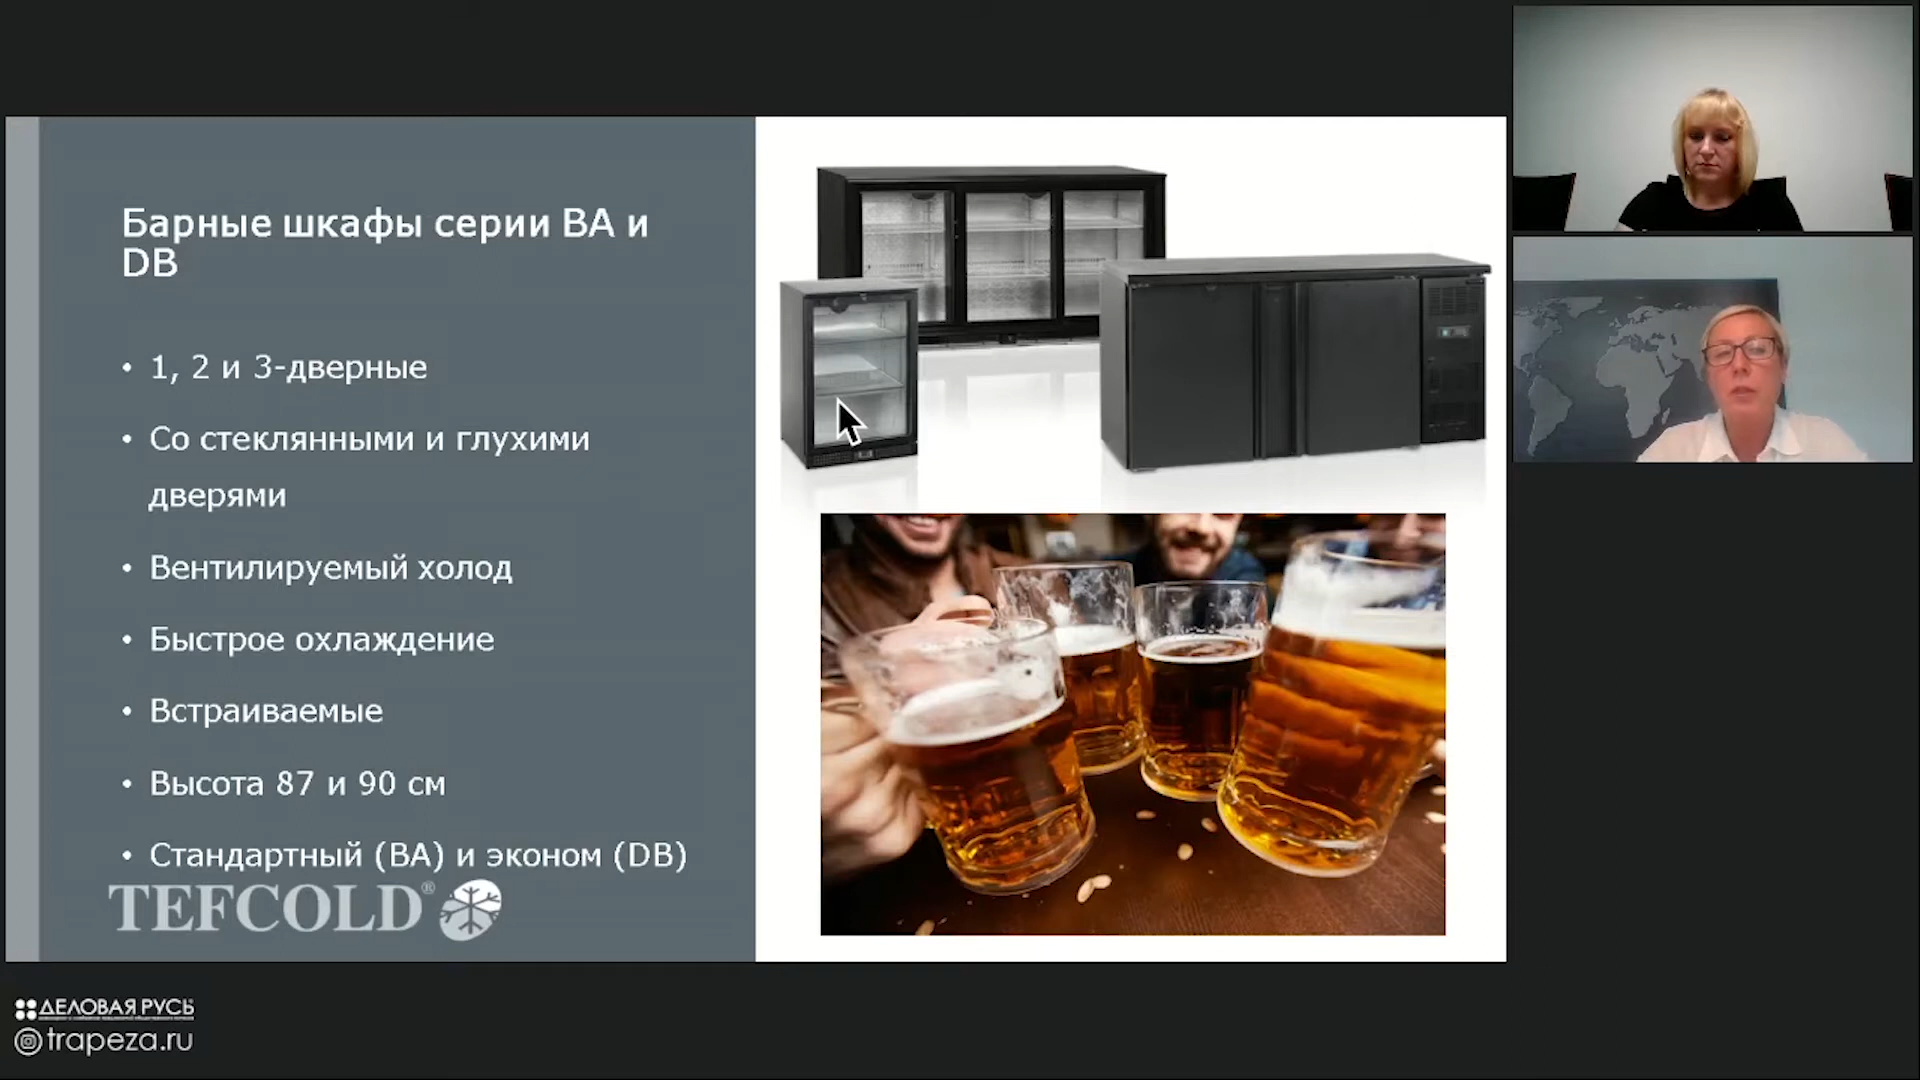 Барные шкафы серии BA и
DB
• 1, 2 и 3-дверные
• Со стеклянными и глухими
дверями
• Вентилируемый холод
• Быстрое охлаждение
• Встраиваемые
• Высота 87 и 90 см
• Стандартный (BA) и эконом (DB)
TEFCOLD®
ДЕЛОВАЯ РУСЬ
trapeza.ru